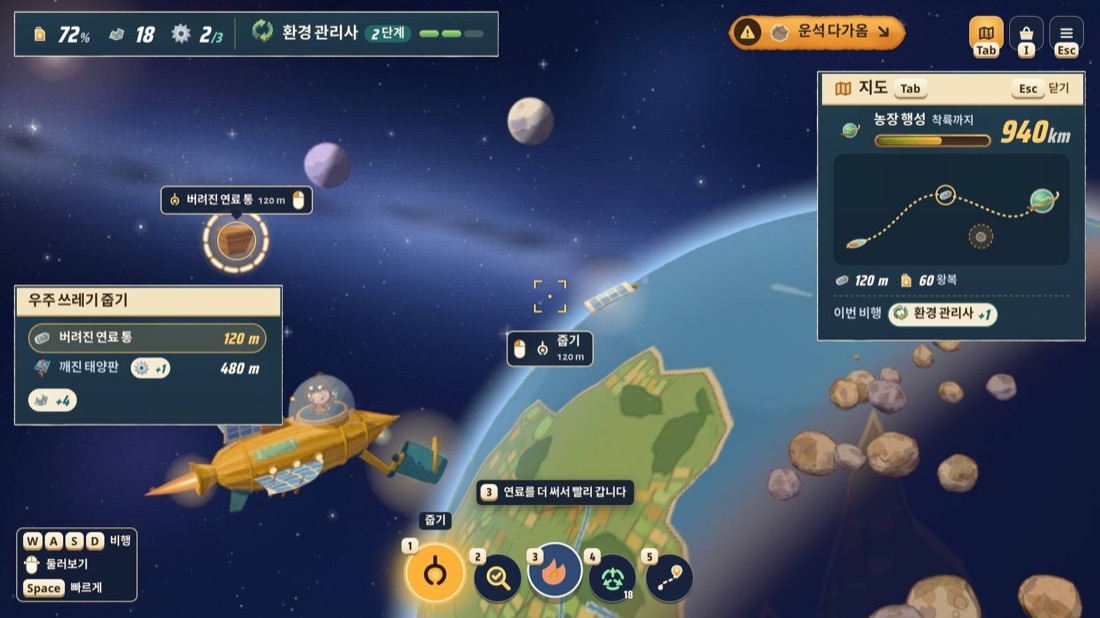 72%
18
2/3
환경 관리사 2단계
운석 다가옴
Tab
I
Esc
지도 Tab
Esc 닫기
농장 행성 착륙까지
940km
120 m
60 왕복
이번 비행 환경 관리사 +1
버려진 연료 통 120 m
우주 쓰레기 줍기
버려진 연료 통 120 m
깨진 태양판 +1 480 m
+4
줍기
120 m
3 연료를 더 써서 빨리 갑니다
줍기
1
2
3
4
18
5
W A S D 비행
둘러보기
Space 빠르게